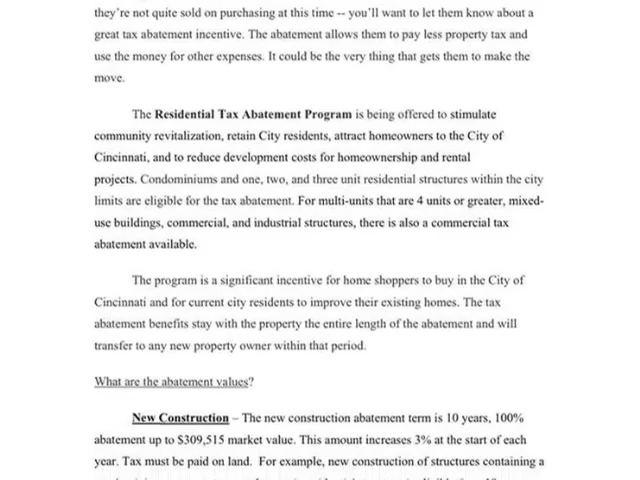 they're not quite sold on purchasing at this time -- you'll want to let them know about a
great tax abatement incentive. The abatement allows them to pay less property tax and
use the money for other expenses. It could be the very thing that gets them to make the
move.
The Residential Tax Abatement Program is being offered to stimulate
community revitalization, retain City residents, attract homeowners to the City of
Cincinnati, and to reduce development costs for homeownership and rental
projects. Condominiums and one, two, and three unit residential structures within the city
limits are eligible for the tax abatement. For multi-units that are 4 units or greater, mixed-
use buildings, commercial, and industrial structures, there is also a commercial tax
abatement available.
The program is a significant incentive for home shoppers to buy in the City of
Cincinnati and for current city residents to improve their existing homes. The tax
abatement benefits stay with the property the entire length of the abatement and will
transfer to any new property owner within that period.
What are the abatement values?
New Construction – The new construction abatement term is 10 years, 100%
abatement up to $309,515 market value. This amount increases 3% at the start of each
year. Tax must be paid on land. For example, new construction of structures containing a